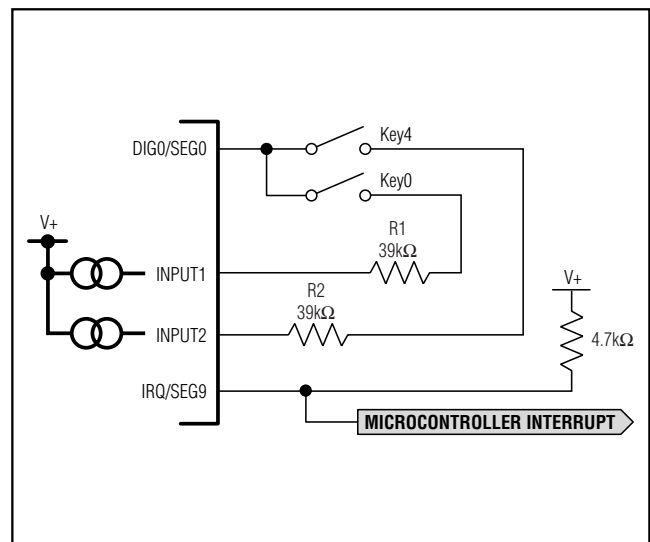 DIG0/SEG0
Key4
Key0
V+
R1
39kΩ
INPUT1
R2
39kΩ
V+
INPUT2
4.7kΩ
IRQ/SEG9
MICROCONTROLLER INTERRUPT